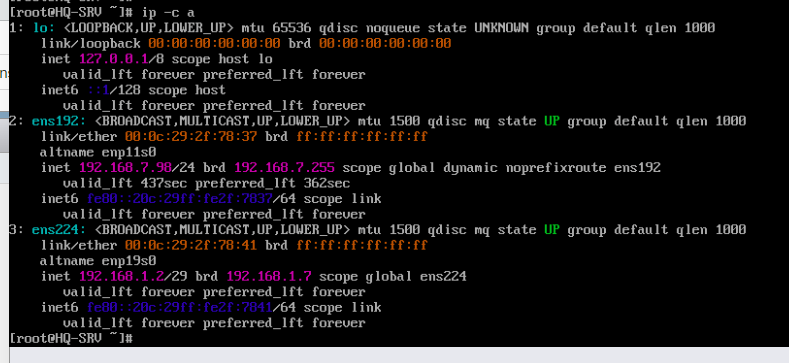 [root@HQ-SRV ~]# ip -c a
1: lo: <LOOPBACK,UP,LOWER_UP> mtu 65536 qdisc noqueue state UNKNOWN group default qlen 1000
link/loopback 00:00:00:00:00:00 brd 00:00:00:00:00:00
inet 127.0.0.1/8 scope host lo
valid_lft forever preferred_lft forever
inet6 ::1/128 scope host
valid_lft forever preferred_lft forever
2: ens192: <BROADCAST,MULTICAST,UP,LOWER_UP> mtu 1500 qdisc mq state UP group default qlen 1000
link/ether 00:0c:29:2f:78:37 brd ff:ff:ff:ff:ff:ff
altname enp11s0
inet 192.168.7.98/24 brd 192.168.7.255 scope global dynamic noprefixroute ens192
valid_lft 437sec preferred_lft 362sec
inet6 fe80::20c:29ff:fe2f:7837/64 scope link
valid_lft forever preferred_lft forever
3: ens224: <BROADCAST,MULTICAST,UP,LOWER_UP> mtu 1500 qdisc mq state UP group default qlen 1000
link/ether 00:0c:29:2f:78:41 brd ff:ff:ff:ff:ff:ff
altname enp19s0
inet 192.168.1.2/29 brd 192.168.1.7 scope global ens224
valid_lft forever preferred_lft forever
inet6 fe80::20c:29ff:fe2f:7841/64 scope link
valid_lft forever preferred_lft forever
[root@HQ-SRV ~]#